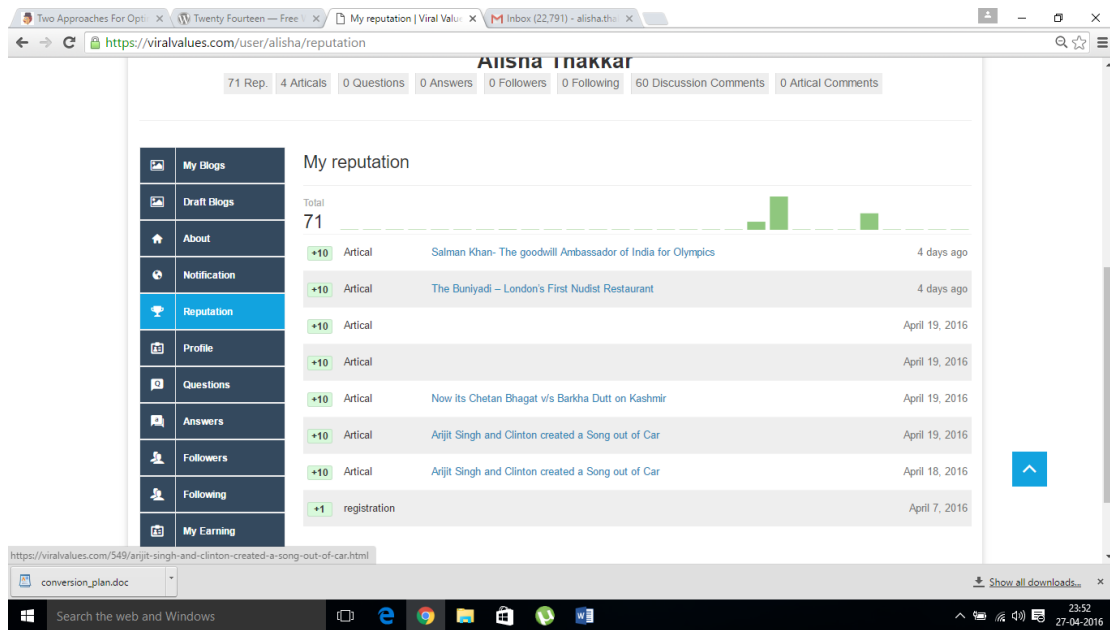 Two Approaches For Opti
Twenty Fourteen — Free
My reputation | Viral Valu
M Inbox (22,791) - alisha.tha
https://viralvalues.com/user/alisha/reputation
Alisha Thakkar
71 Rep. 4 Articals 0 Questions 0 Answers 0 Followers 0 Following 60 Discussion Comments 0 Artical Comments
My Blogs
Draft Blogs
About
Notification
Reputation
Profile
Questions
Answers
Followers
Following
My Earning
My reputation
Total
71
+10 Artical Salman Khan- The goodwill Ambassador of India for Olympics 4 days ago
+10 Artical The Buniyadi – London's First Nudist Restaurant 4 days ago
+10 Artical April 19, 2016
+10 Artical April 19, 2016
+10 Artical Now its Chetan Bhagat v/s Barkha Dutt on Kashmir April 19, 2016
+10 Artical Arijit Singh and Clinton created a Song out of Car April 19, 2016
+10 Artical Arijit Singh and Clinton created a Song out of Car April 18, 2016
+1 registration April 7, 2016
https://viralvalues.com/549/arijit-singh-and-clinton-created-a-song-out-of-car.html
conversion_plan.doc
Show all downloads...
Search the web and Windows
23:52
27-04-2016